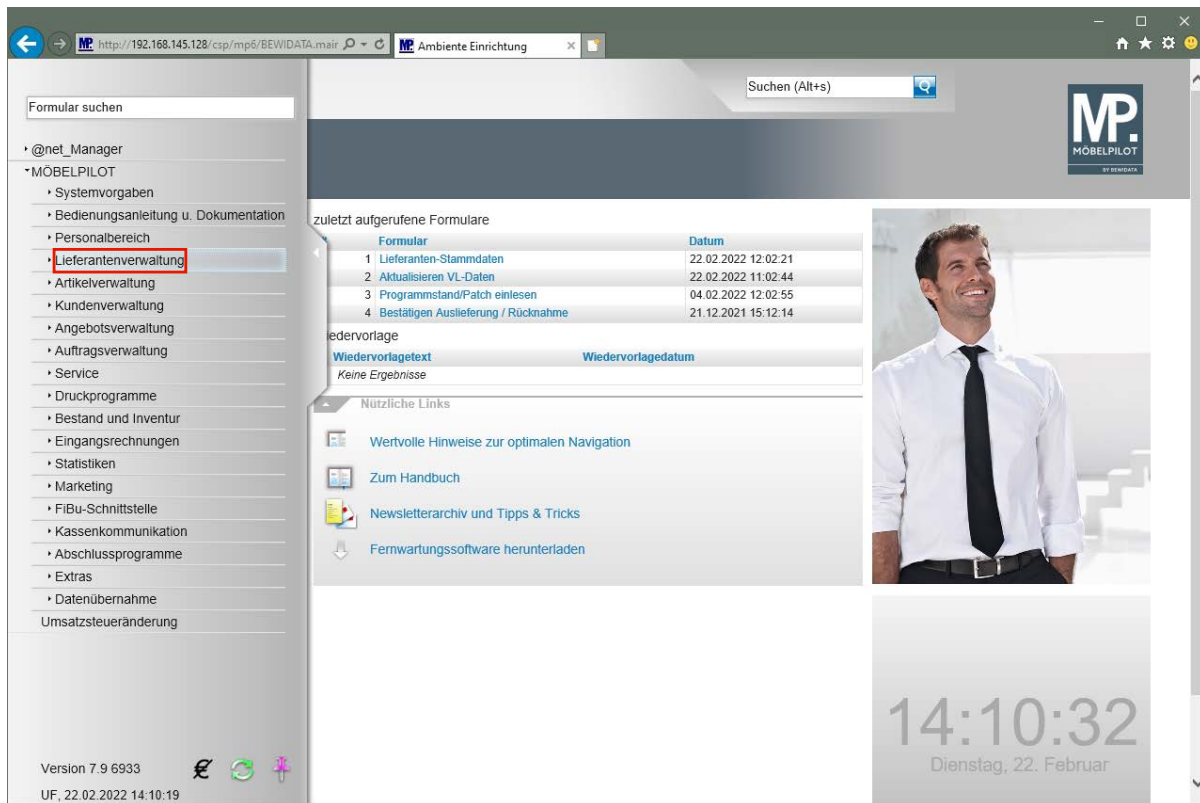 http://192.168.145.128/csp/mp6/BEWIDATA.mair
MP. Ambiente Einrichtung
Suchen (Alt+s)
Formular suchen
MP.
MÖBELPILOT
BY BEWIDATA
@net_Manager
MÖBELPILOT
Systemvorgaben
Bedienungsanleitung u. Dokumentation
Personalbereich
Lieferantenverwaltung
Artikelverwaltung
Kundenverwaltung
Angebotsverwaltung
Auftragsverwaltung
Service
Druckprogramme
Bestand und Inventur
Eingangsrechnungen
Statistiken
Marketing
FiBu-Schnittstelle
Kassenkommunikation
Abschlussprogramme
Extras
Datenübernahme
Umsatzsteueränderung
Version 7.9 6933
UF, 22.02.2022 14:10:19
zuletzt aufgerufene Formulare
Formular Datum
1 Lieferanten-Stammdaten 22.02.2022 12:02:21
2 Aktualisieren VL-Daten 22.02.2022 11:02:44
3 Programmstand/Patch einlesen 04.02.2022 12:02:55
4 Bestätigen Auslieferung / Rücknahme 21.12.2021 15:12:14
iedervorlage
Wiedervorlagetext Wiedervorlagedatum
Keine Ergebnisse
Nützliche Links
Wertvolle Hinweise zur optimalen Navigation
Zum Handbuch
Newsletterarchiv und Tipps & Tricks
Fernwartungssoftware herunterladen
14:10:32
Dienstag, 22. Februar